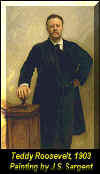 Teddy Roosevelt, 1903
Painting by J.S. Sargent